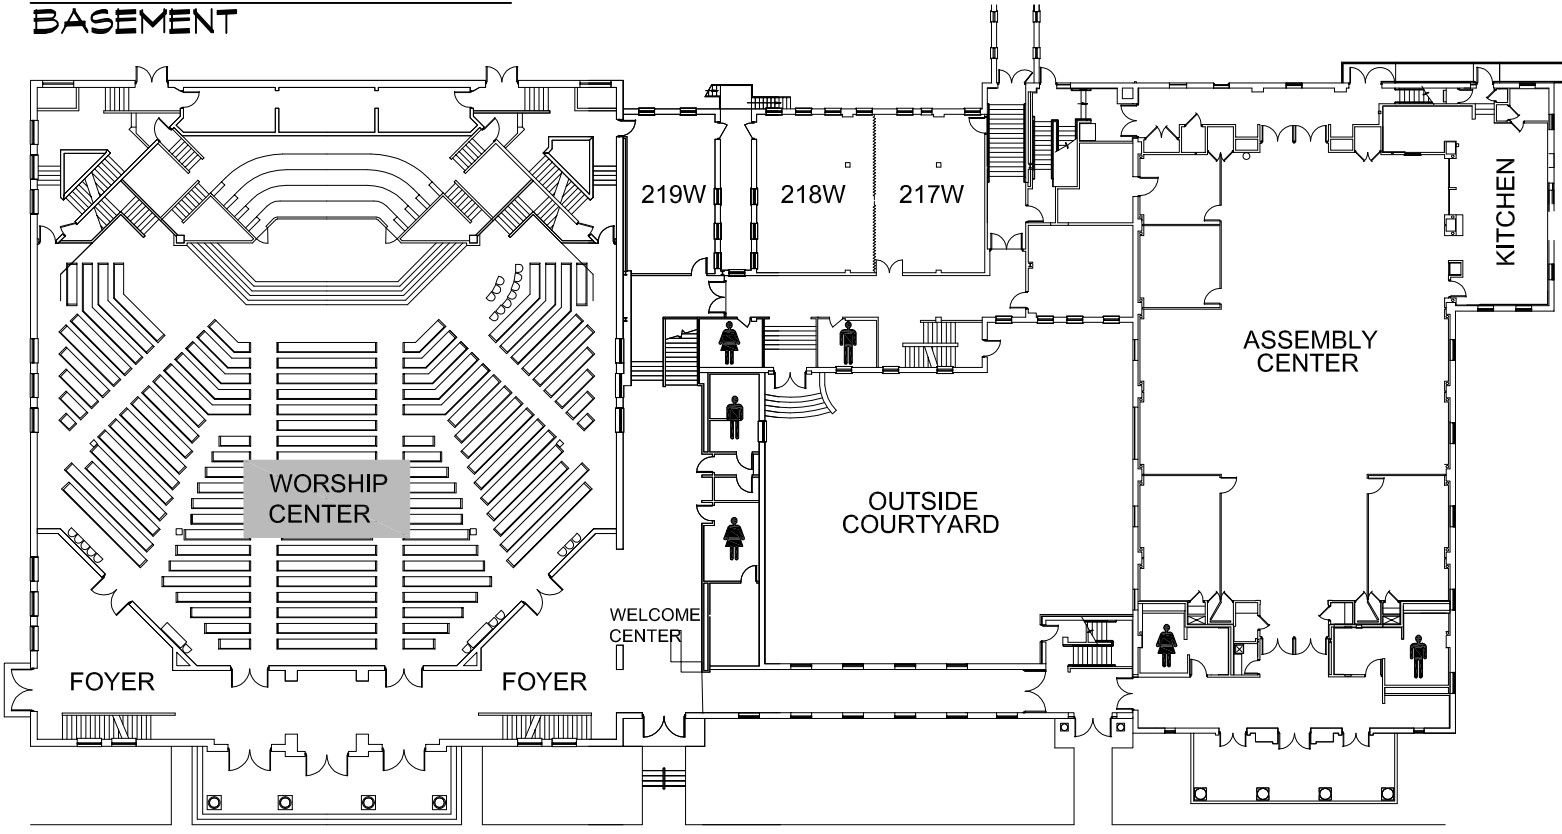 BASEMENT
219W
218W
217W
KITCHEN
ASSEMBLY
CENTER
WORSHIP
CENTER
OUTSIDE
COURTYARD
WELCOME
CENTER
FOYER
FOYER